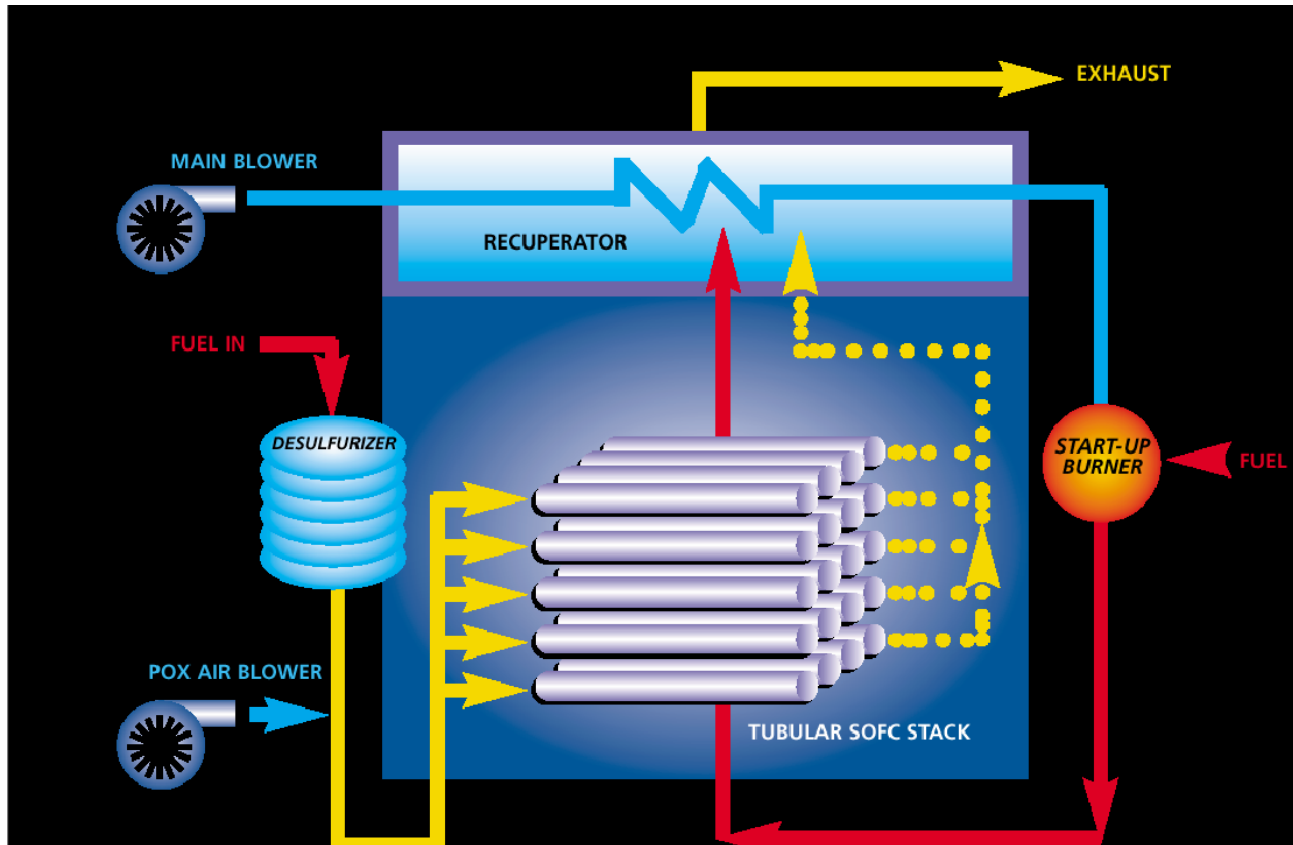 EXHAUST
MAIN BLOWER
RECUPERATOR
FUEL IN
DESULFURIZER
START-UP
BURNER
FUEL
POX AIR BLOWER
TUBULAR SOFC STACK